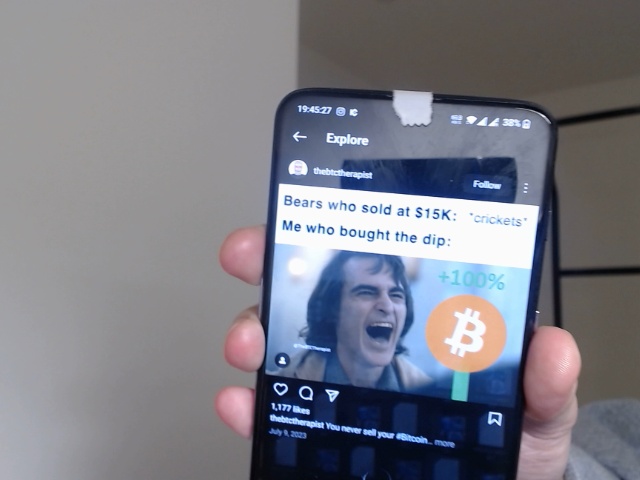 19:45:27
38%
Explore
thebtctherapist
Follow
Bears who sold at $15K: *crickets*
Me who bought the dip:
+100%
1,177 likes
thebtctherapist You never sell your #Bitcoin... more
July 9, 2023